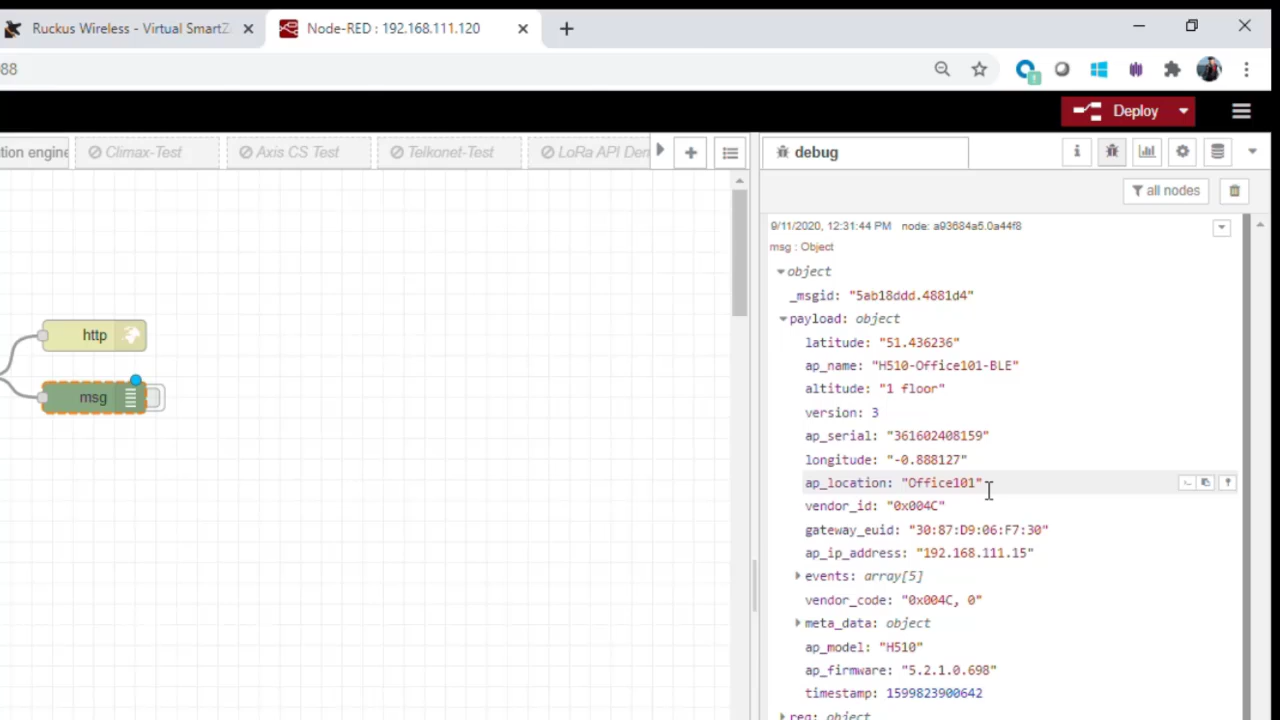 Ruckus Wireless - Virtual SmartZ
Node-RED : 192.168.111.120
88
Deploy
tion engine
Climax-Test
Axis CS Test
Telkonet-Test
LoRa API Den
debug
all nodes
http
msg
9/11/2020, 12:31:44 PM node: a93684a5.0a44f8
msg : Object
object
_msgid: "5ab18ddd.4881d4"
payload: object
latitude: "51.436236"
ap_name: "H510-Office101-BLE"
altitude: "1 floor"
version: 3
ap_serial: "361602408159"
longitude: "-0.888127"
ap_location: "Office101"
vendor_id: "0x004C"
gateway_euid: "30:87:D9:06:F7:30"
ap_ip_address: "192.168.111.15"
events: array[5]
vendor_code: "0x004C, 0"
meta_data: object
ap_model: "H510"
ap_firmware: "5.2.1.0.698"
timestamp: 1599823900642
req: object